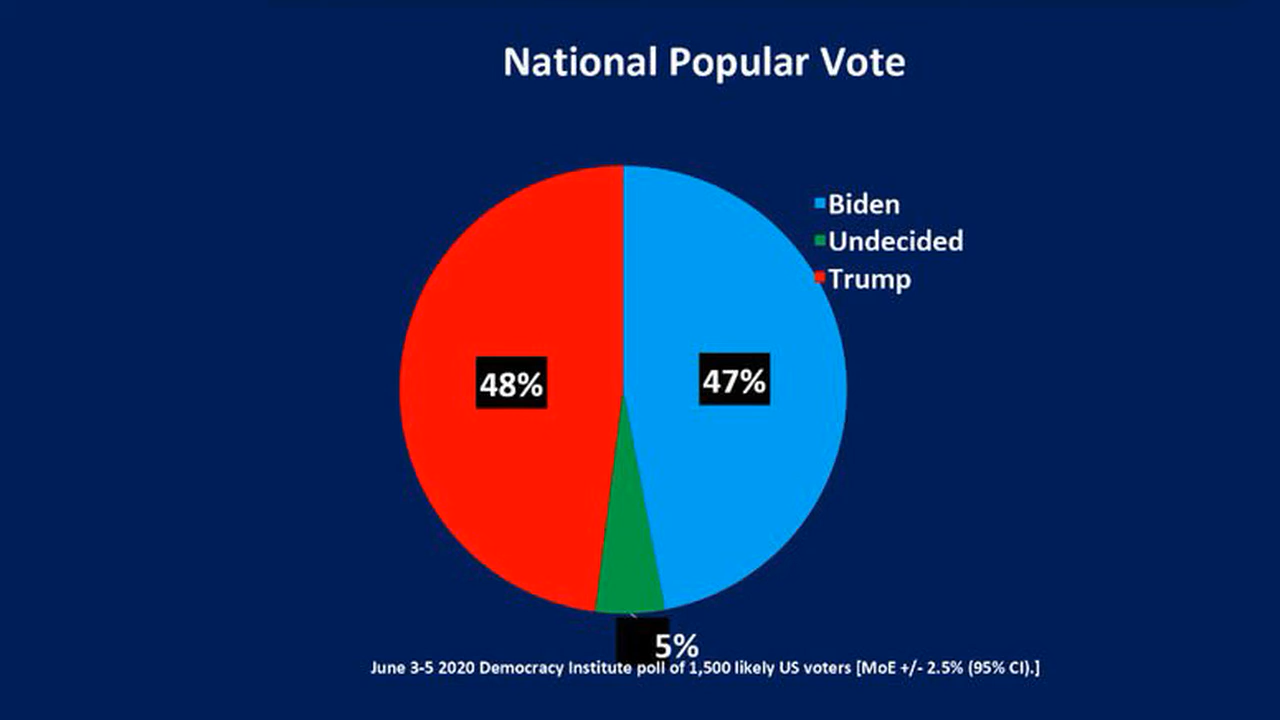 National Popular Vote
Biden
Undecided
Trump
48%
47%
5%
June 3-5 2020 Democracy Institute poll of 1,500 likely US voters [MoE +/- 2.5% (95% CI).]